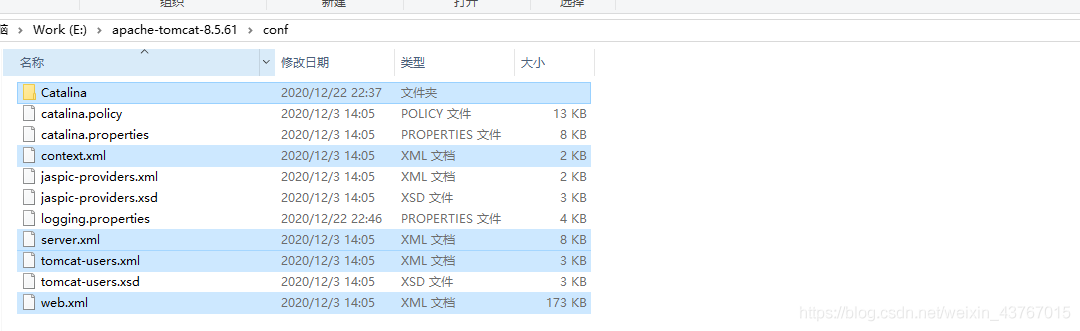 组织 新建 打开 选择
脑 > Work (E:) > apache-tomcat-8.5.61 > conf
名称 修改日期 类型 大小
Catalina 2020/12/22 22:37 文件夹
catalina.policy 2020/12/3 14:05 POLICY 文件 13 KB
catalina.properties 2020/12/3 14:05 PROPERTIES 文件 8 KB
context.xml 2020/12/3 14:05 XML 文档 2 KB
jaspic-providers.xml 2020/12/3 14:05 XML 文档 2 KB
jaspic-providers.xsd 2020/12/3 14:05 XSD 文件 3 KB
logging.properties 2020/12/22 22:46 PROPERTIES 文件 4 KB
server.xml 2020/12/3 14:05 XML 文档 8 KB
tomcat-users.xml 2020/12/3 14:05 XML 文档 3 KB
tomcat-users.xsd 2020/12/3 14:05 XSD 文件 3 KB
web.xml 2020/12/3 14:05 XML 文档 173 KB
https://blog.csdn.net/weixin_43767015